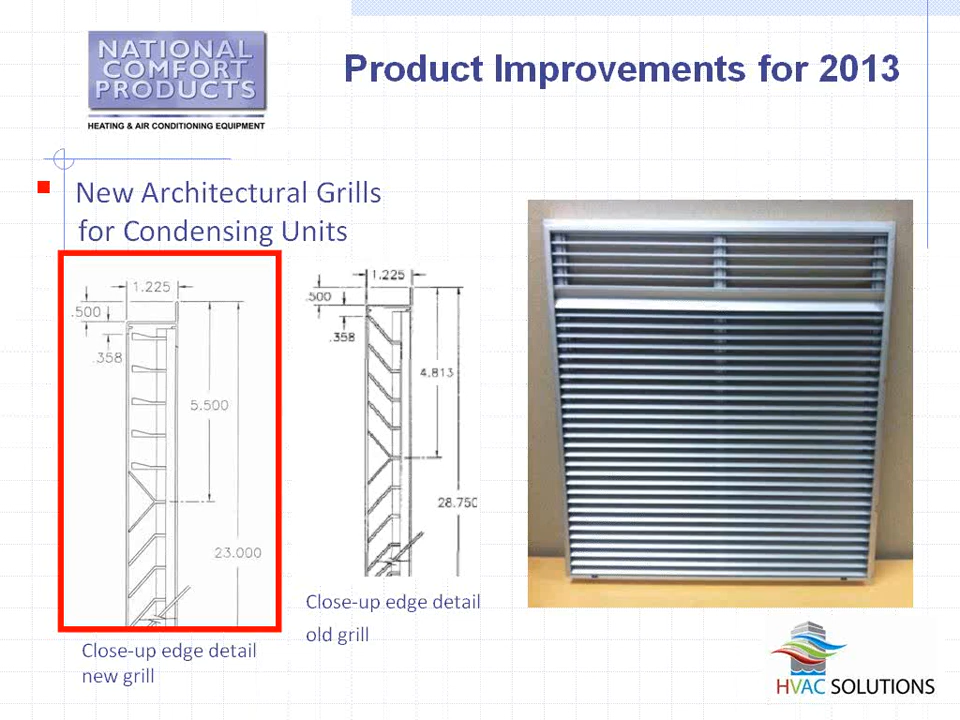 NATIONAL
COMFORT
PRODUCTS
HEATING & AIR CONDITIONING EQUIPMENT
Product Improvements for 2013
New Architectural Grills
for Condensing Units
1.225
.500
.358
5.500
23.000
Close-up edge detail
new grill
1.225
.500
.358
4.813
28.750
Close-up edge detail
old grill
HVAC SOLUTIONS